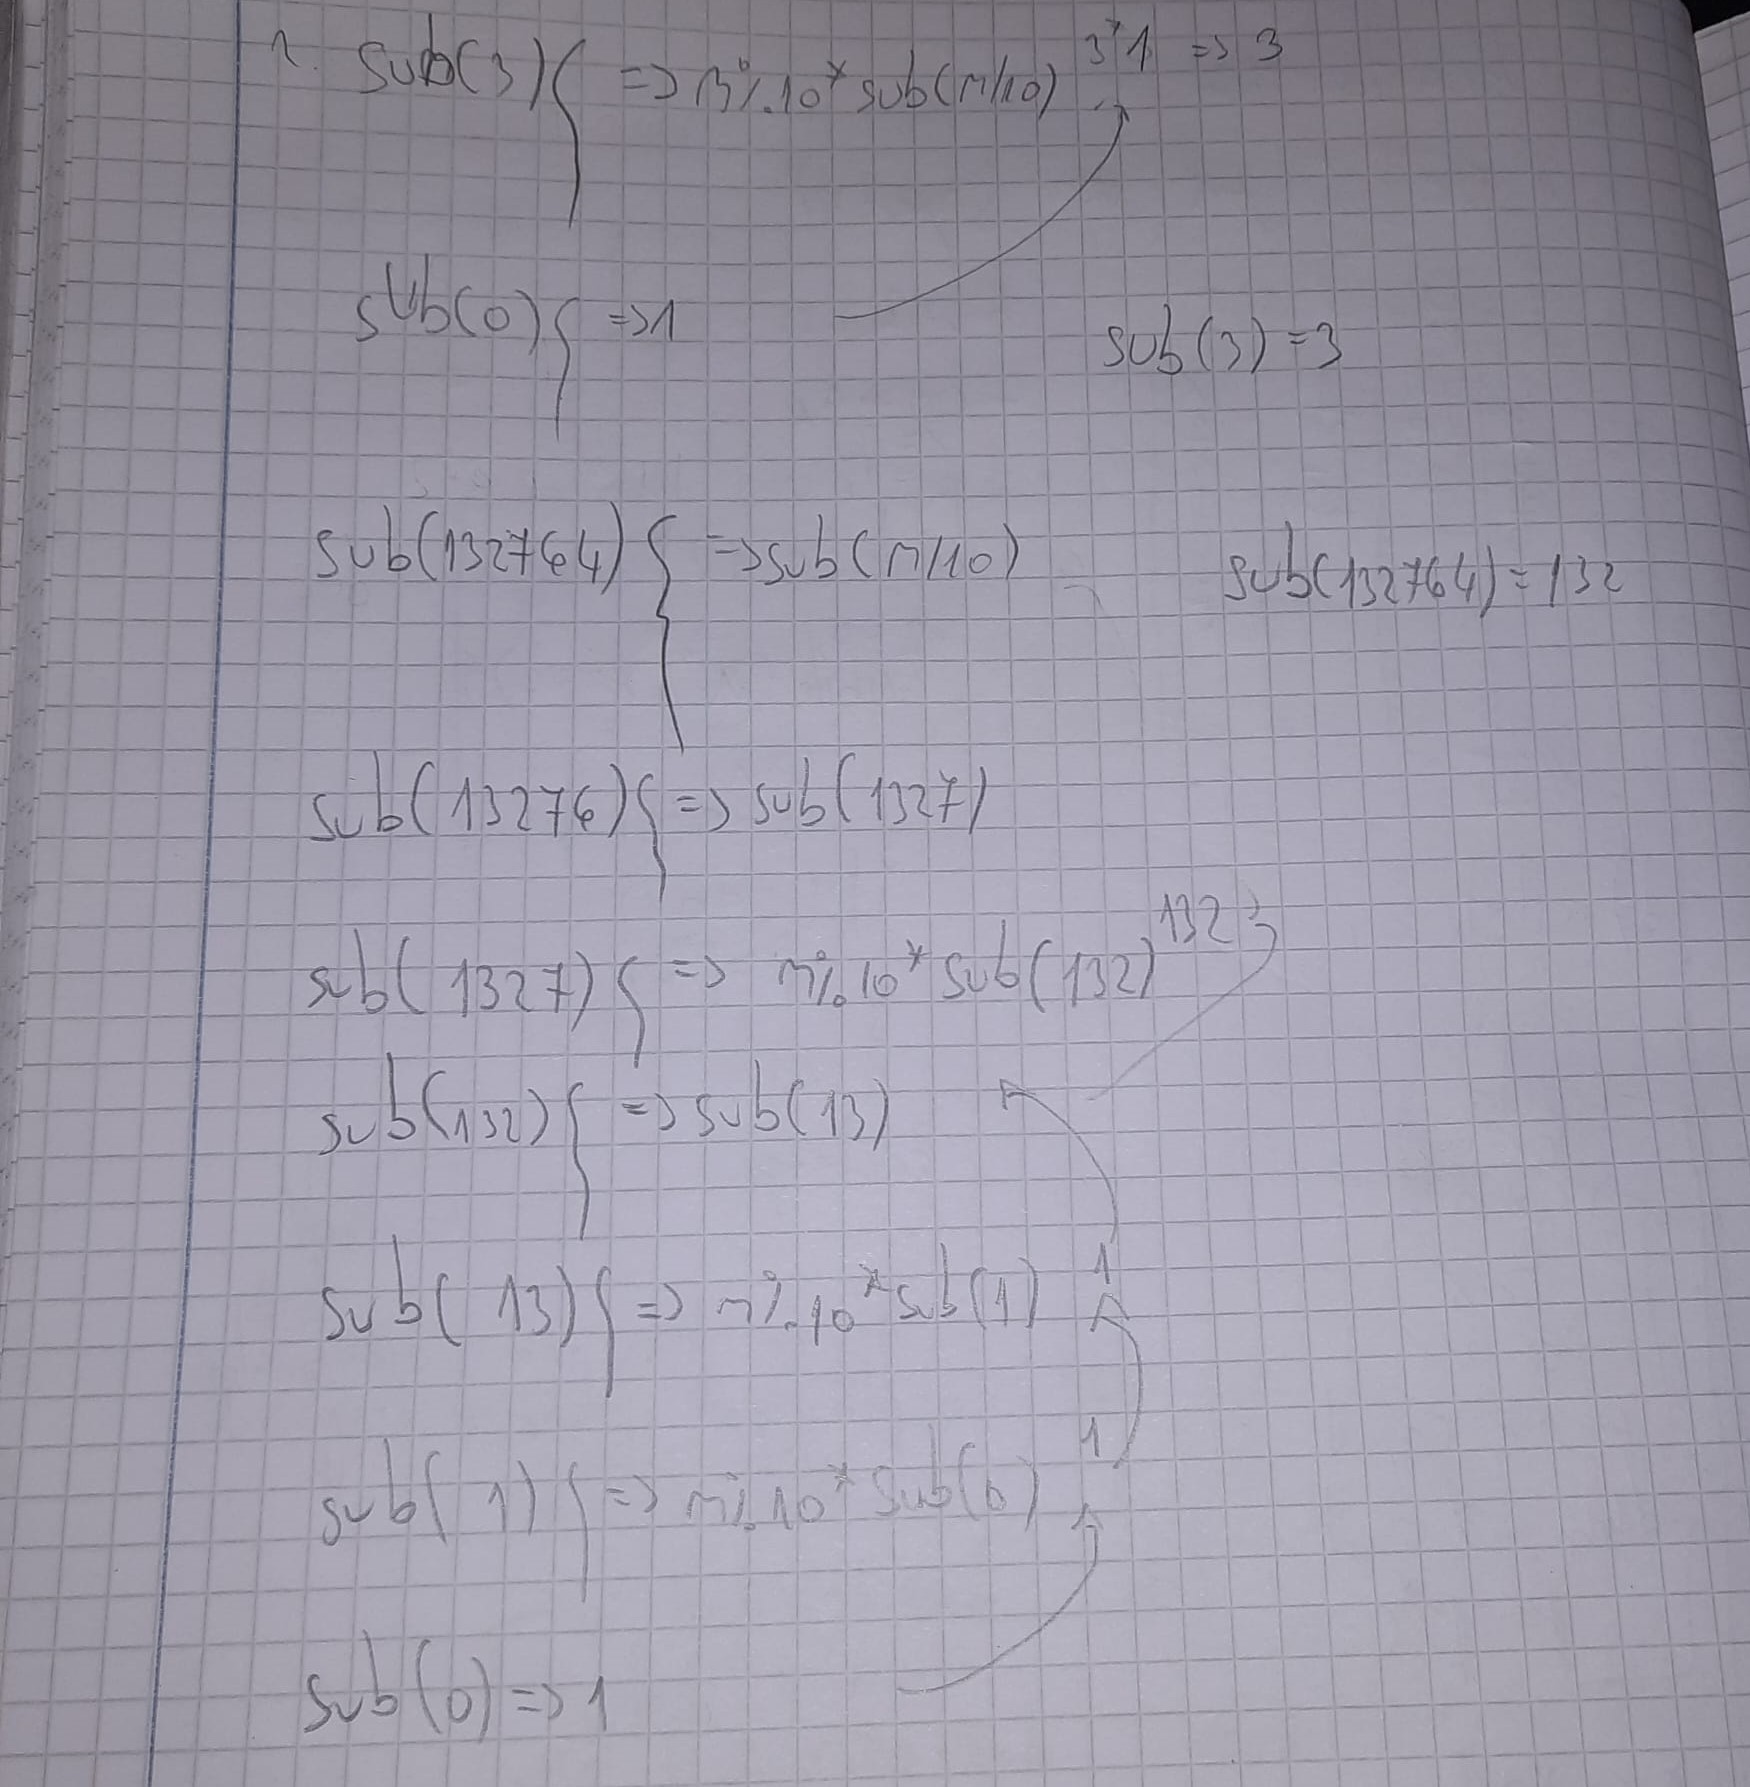 sub(3){ => n%10*sub(n/10) 3*1 => 3
sub(0){ =>1
sub(3)=3
sub(132764){ =>sub(n/10)
sub(132764)=132
sub(13276){ => sub(1327)
sub(1327){ => n%10*sub(132) 132
sub(132){ =>sub(13)
sub(13){ => n%10*sub(1) 1
sub(1){ => n%10*sub(0) 1
sub(0) =>1